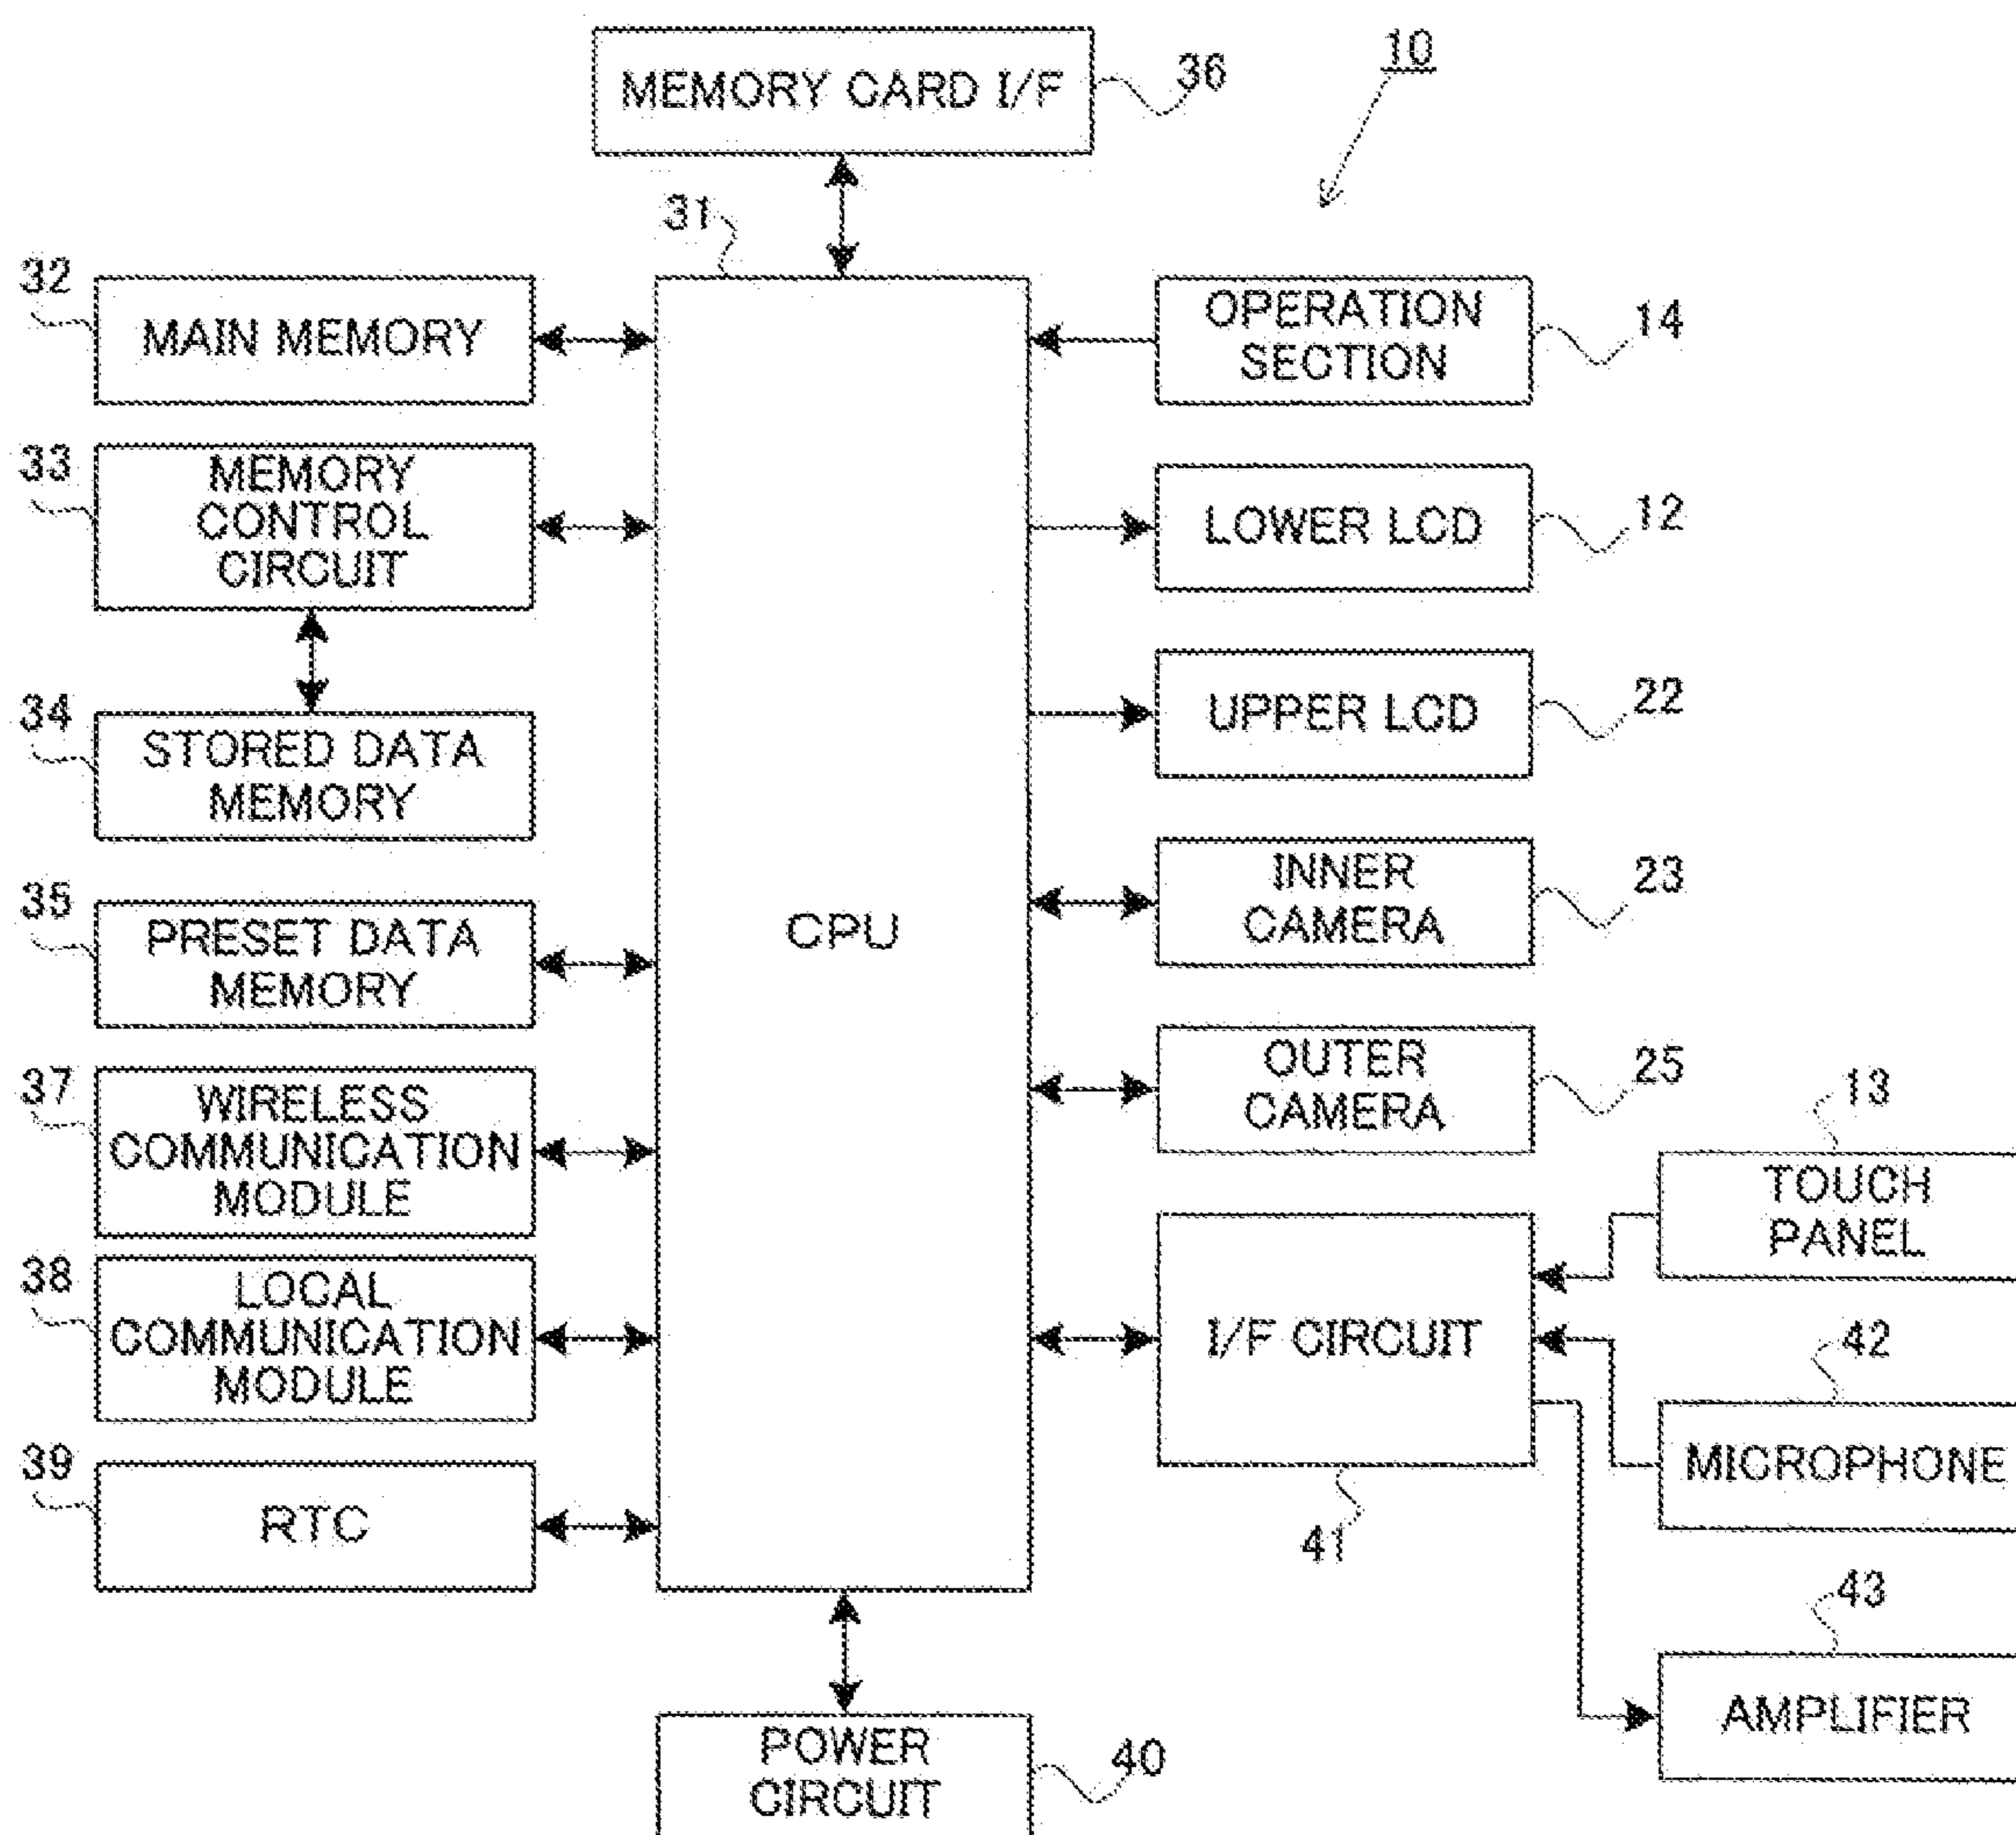 MEMORY CARD I/F
36
10
31
32
MAIN MEMORY
OPERATION
SECTION
14
33
MEMORY
CONTROL
CIRCUIT
LOWER LCD
12
34
STORED DATA
MEMORY
UPPER LCD
22
35
PRESET DATA
MEMORY
CPU
INNER
CAMERA
23
37
WIRELESS
COMMUNICATION
MODULE
OUTER
CAMERA
25
13
TOUCH
PANEL
38
LOCAL
COMMUNICATION
MODULE
I/F CIRCUIT
41
42
MICROPHONE
39
RTC
43
AMPLIFIER
POWER
CIRCUIT
40